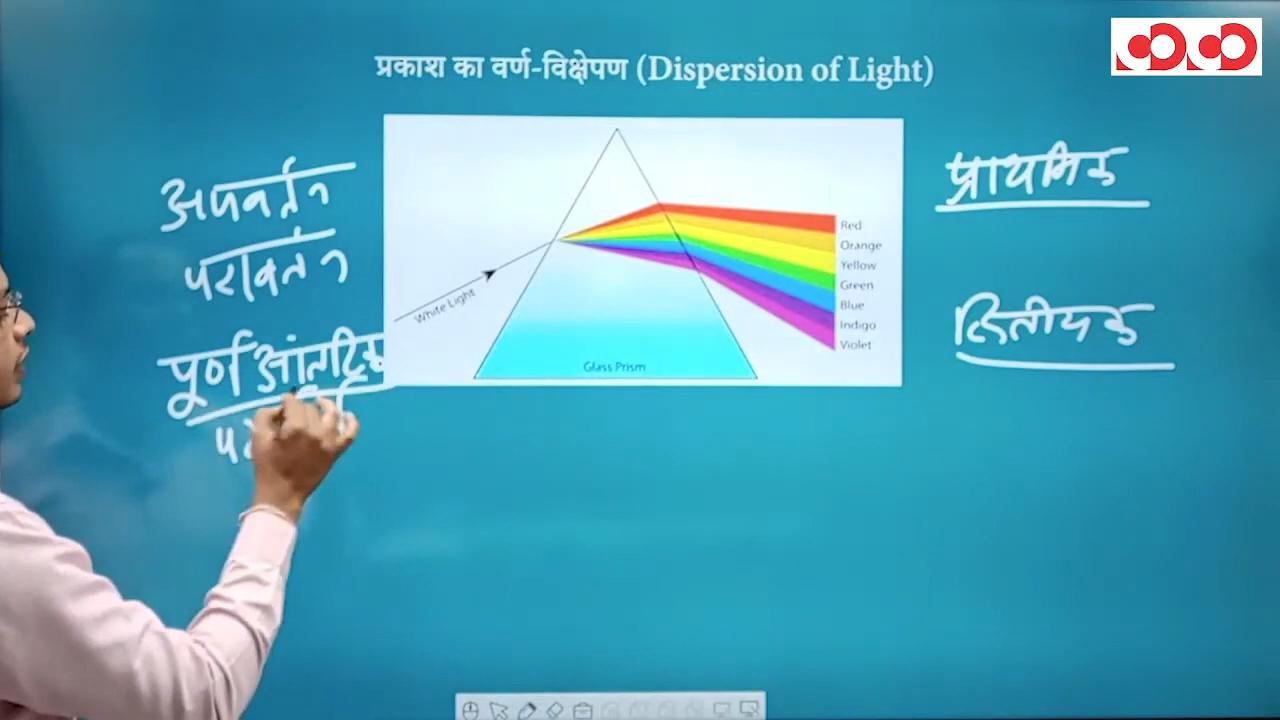 प्रकाश का वर्ण-विक्षेपण (Dispersion of Light)
अपवर्तन
परावर्तन
पूर्ण आंतरिक
White Light
Glass Prism
Red
Orange
Yellow
Green
Blue
Indigo
Violet
प्राथमिक
द्वितीयक